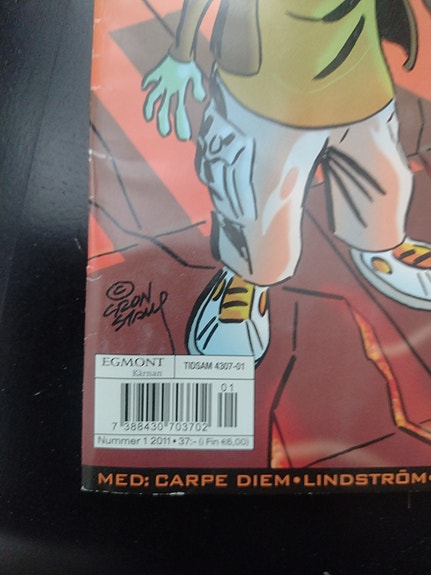 ©
EGMONT
Kärnan
TIDSAM 4307-01
01
7 388430 703702
Nummer 1 2011 • 37:- (i Fin €6,00)
MED: CARPE DIEM•LINDSTRÖM•